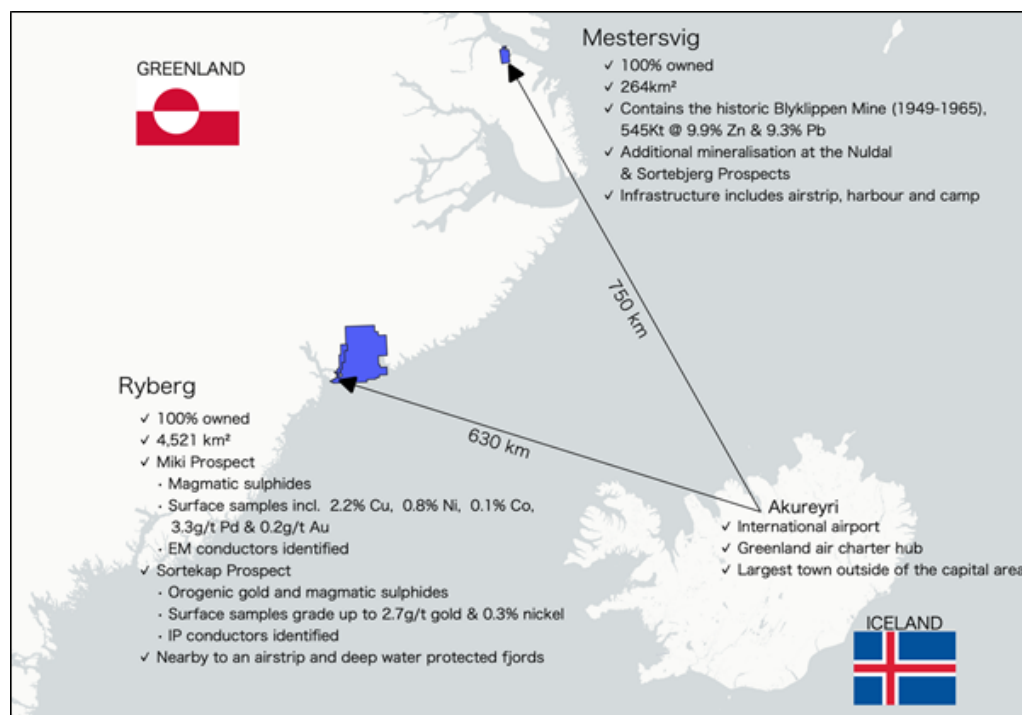 GREENLAND
Mestersvig
✓ 100% owned
✓ 264km²
✓ Contains the historic Blyklippen Mine (1949-1965),
545Kt @ 9.9% Zn & 9.3% Pb
✓ Additional mineralisation at the Nuldal
& Sortebjerg Prospects
✓ Infrastructure includes airstrip, harbour and camp
750 km
Ryberg
✓ 100% owned
✓ 4,521 km²
✓ Miki Prospect
· Magmatic sulphides
· Surface samples incl. 2.2% Cu, 0.8% Ni, 0.1% Co,
3.3g/t Pd & 0.2g/t Au
· EM conductors identified
✓ Sortekap Prospect
· Orogenic gold and magmatic sulphides
· Surface samples grade up to 2.7g/t gold & 0.3% nickel
· IP conductors identified
✓ Nearby to an airstrip and deep water protected fjords
630 km
Akureyri
✓ International airport
✓ Greenland air charter hub
✓ Largest town outside of the capital area
ICELAND